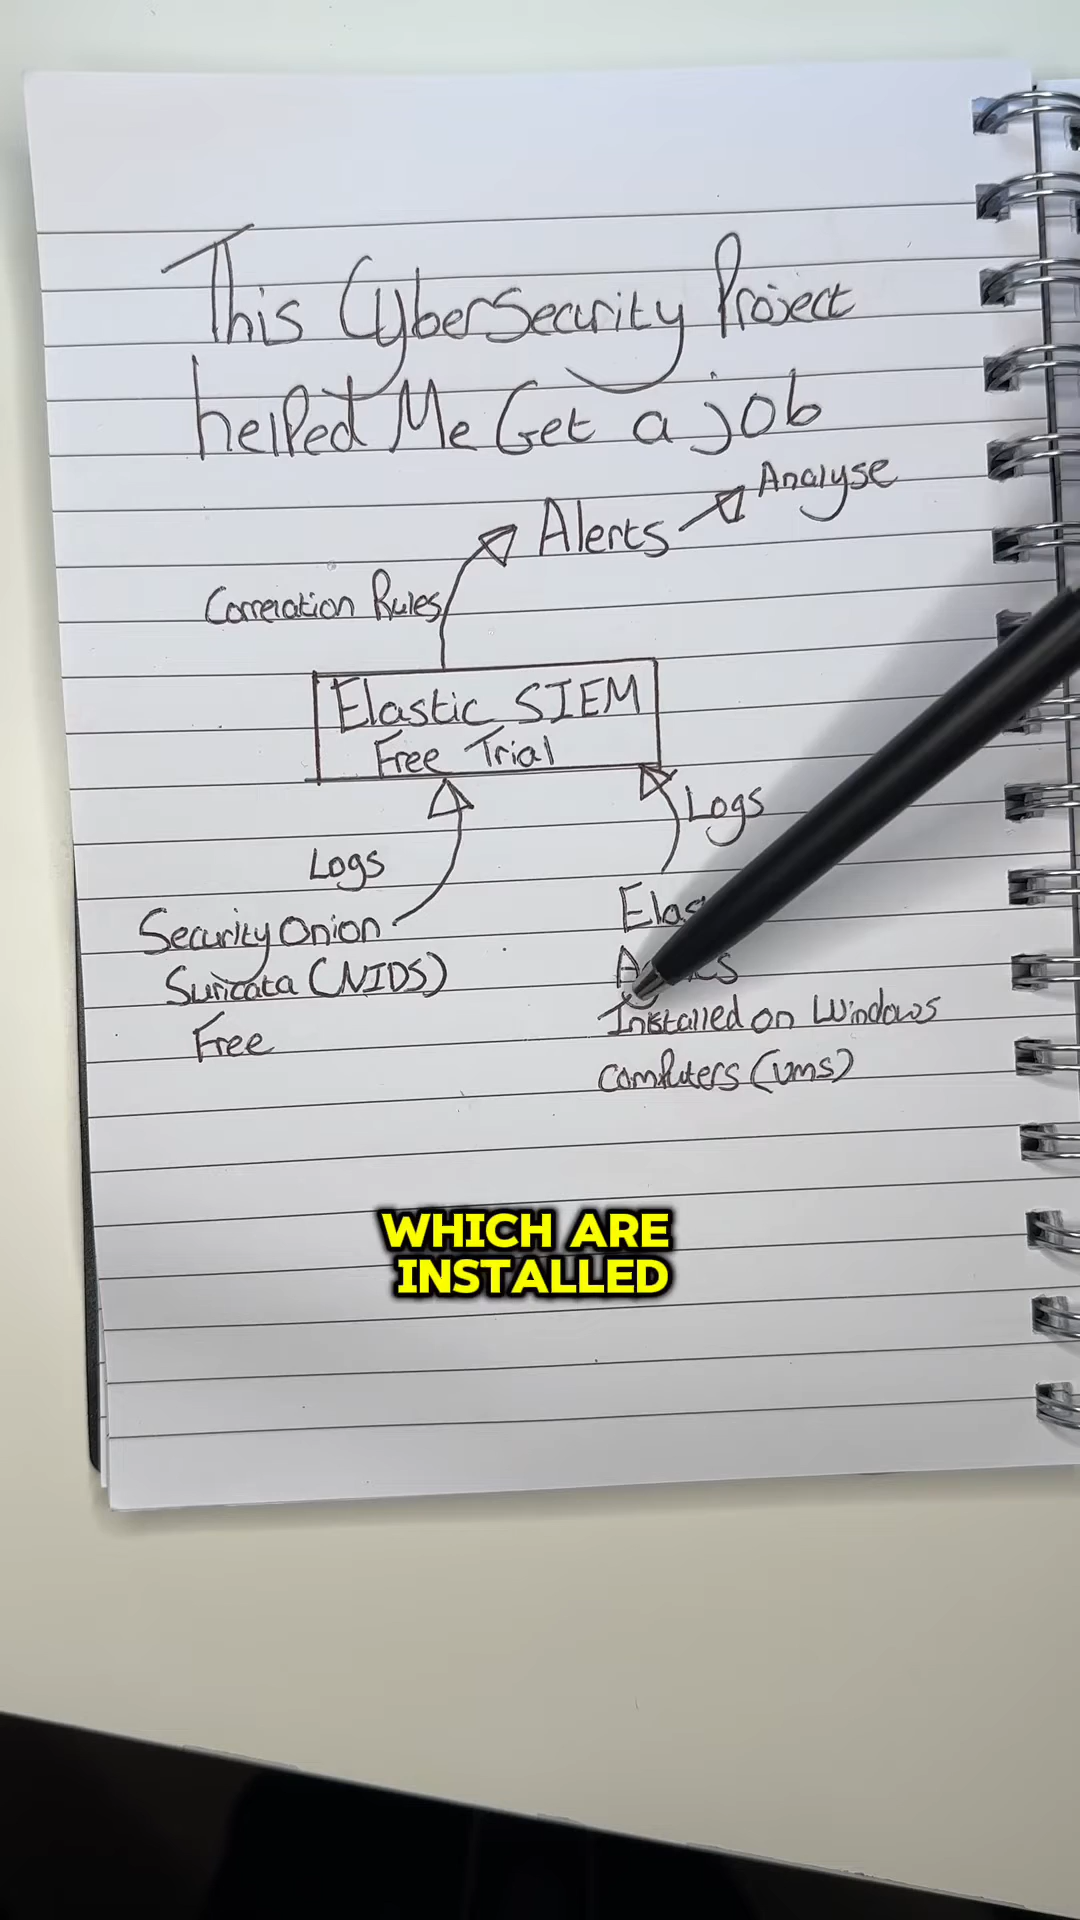 This CyberSecurity Project
helped Me Get a job
Analyse
Alerts
Correlation Rules
Elastic SIEM
Free Trial
Logs
Logs
Security Onion
Suricata (NIDS)
Free
Installed on Windows
computers (VMs)
WHICH ARE
INSTALLED